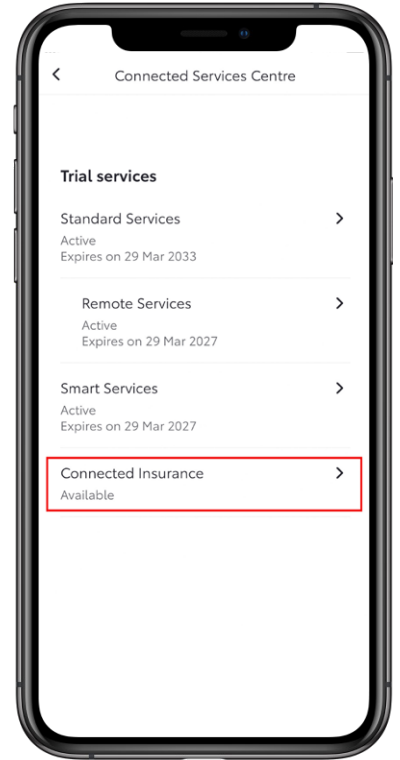 Connected Services Centre
Trial services
Standard Services
Active
Expires on 29 Mar 2033
Remote Services
Active
Expires on 29 Mar 2027
Smart Services
Active
Expires on 29 Mar 2027
Connected Insurance
Available